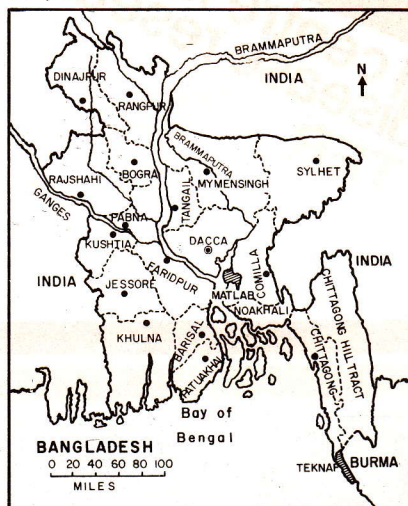 BRAMMAPUTRA
INDIA
N
DINAJPUR
RANGPUR
BRAMMAPUTRA
SYLHET
RAJSHAHI
BOGRA
TANGAIL
MYMENSINGH
GANGES
PABNA
KUSHTIA
DACCA
INDIA
FARIDPUR
COMILLA
INDIA
JESSORE
MATLAB
NOAKHALI
CHITTAGONG HILL TRACT
KHULNA
BARISAL
PATUAKHALI
CHITTAGONG
Bay of
Bengal
BANGLADESH
0 20 40 60 80 100
MILES
TEKNAF
BURMA